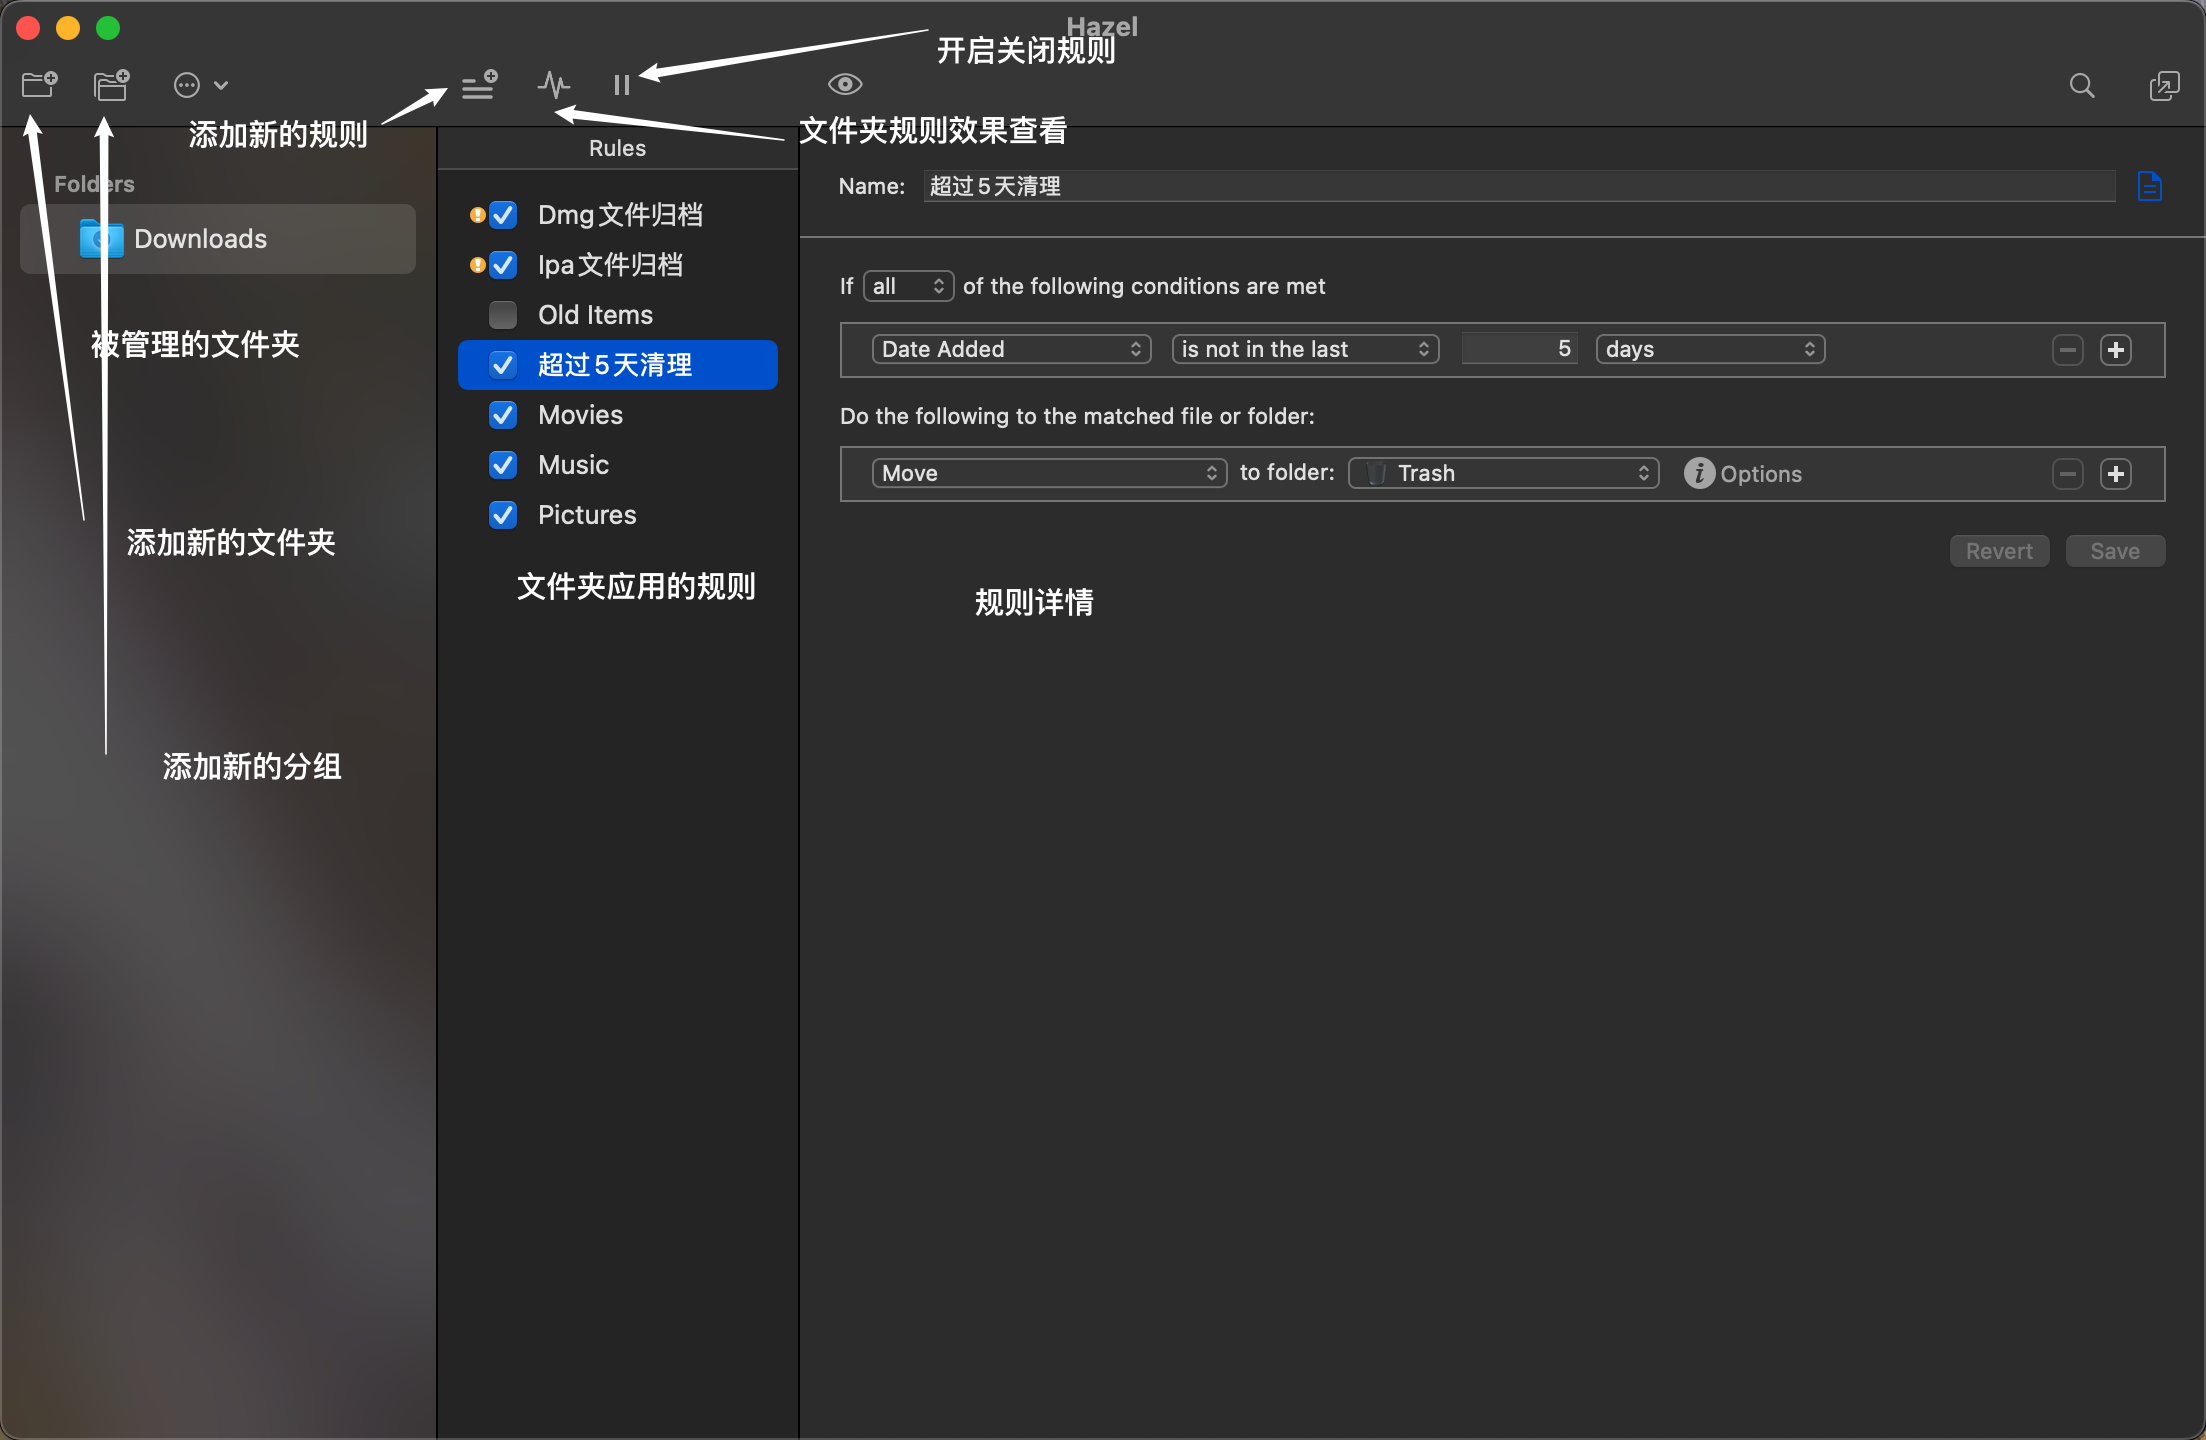 Hazel
开启关闭规则
添加新的规则
文件夹规则效果查看
Folders
Downloads
被管理的文件夹
添加新的文件夹
添加新的分组
Rules
Dmg文件归档
Ipa文件归档
Old Items
超过5天清理
Movies
Music
Pictures
文件夹应用的规则
Name: 超过5天清理
If all of the following conditions are met
Date Added is not in the last 5 days
Do the following to the matched file or folder:
Move to folder: Trash Options
Revert Save
规则详情